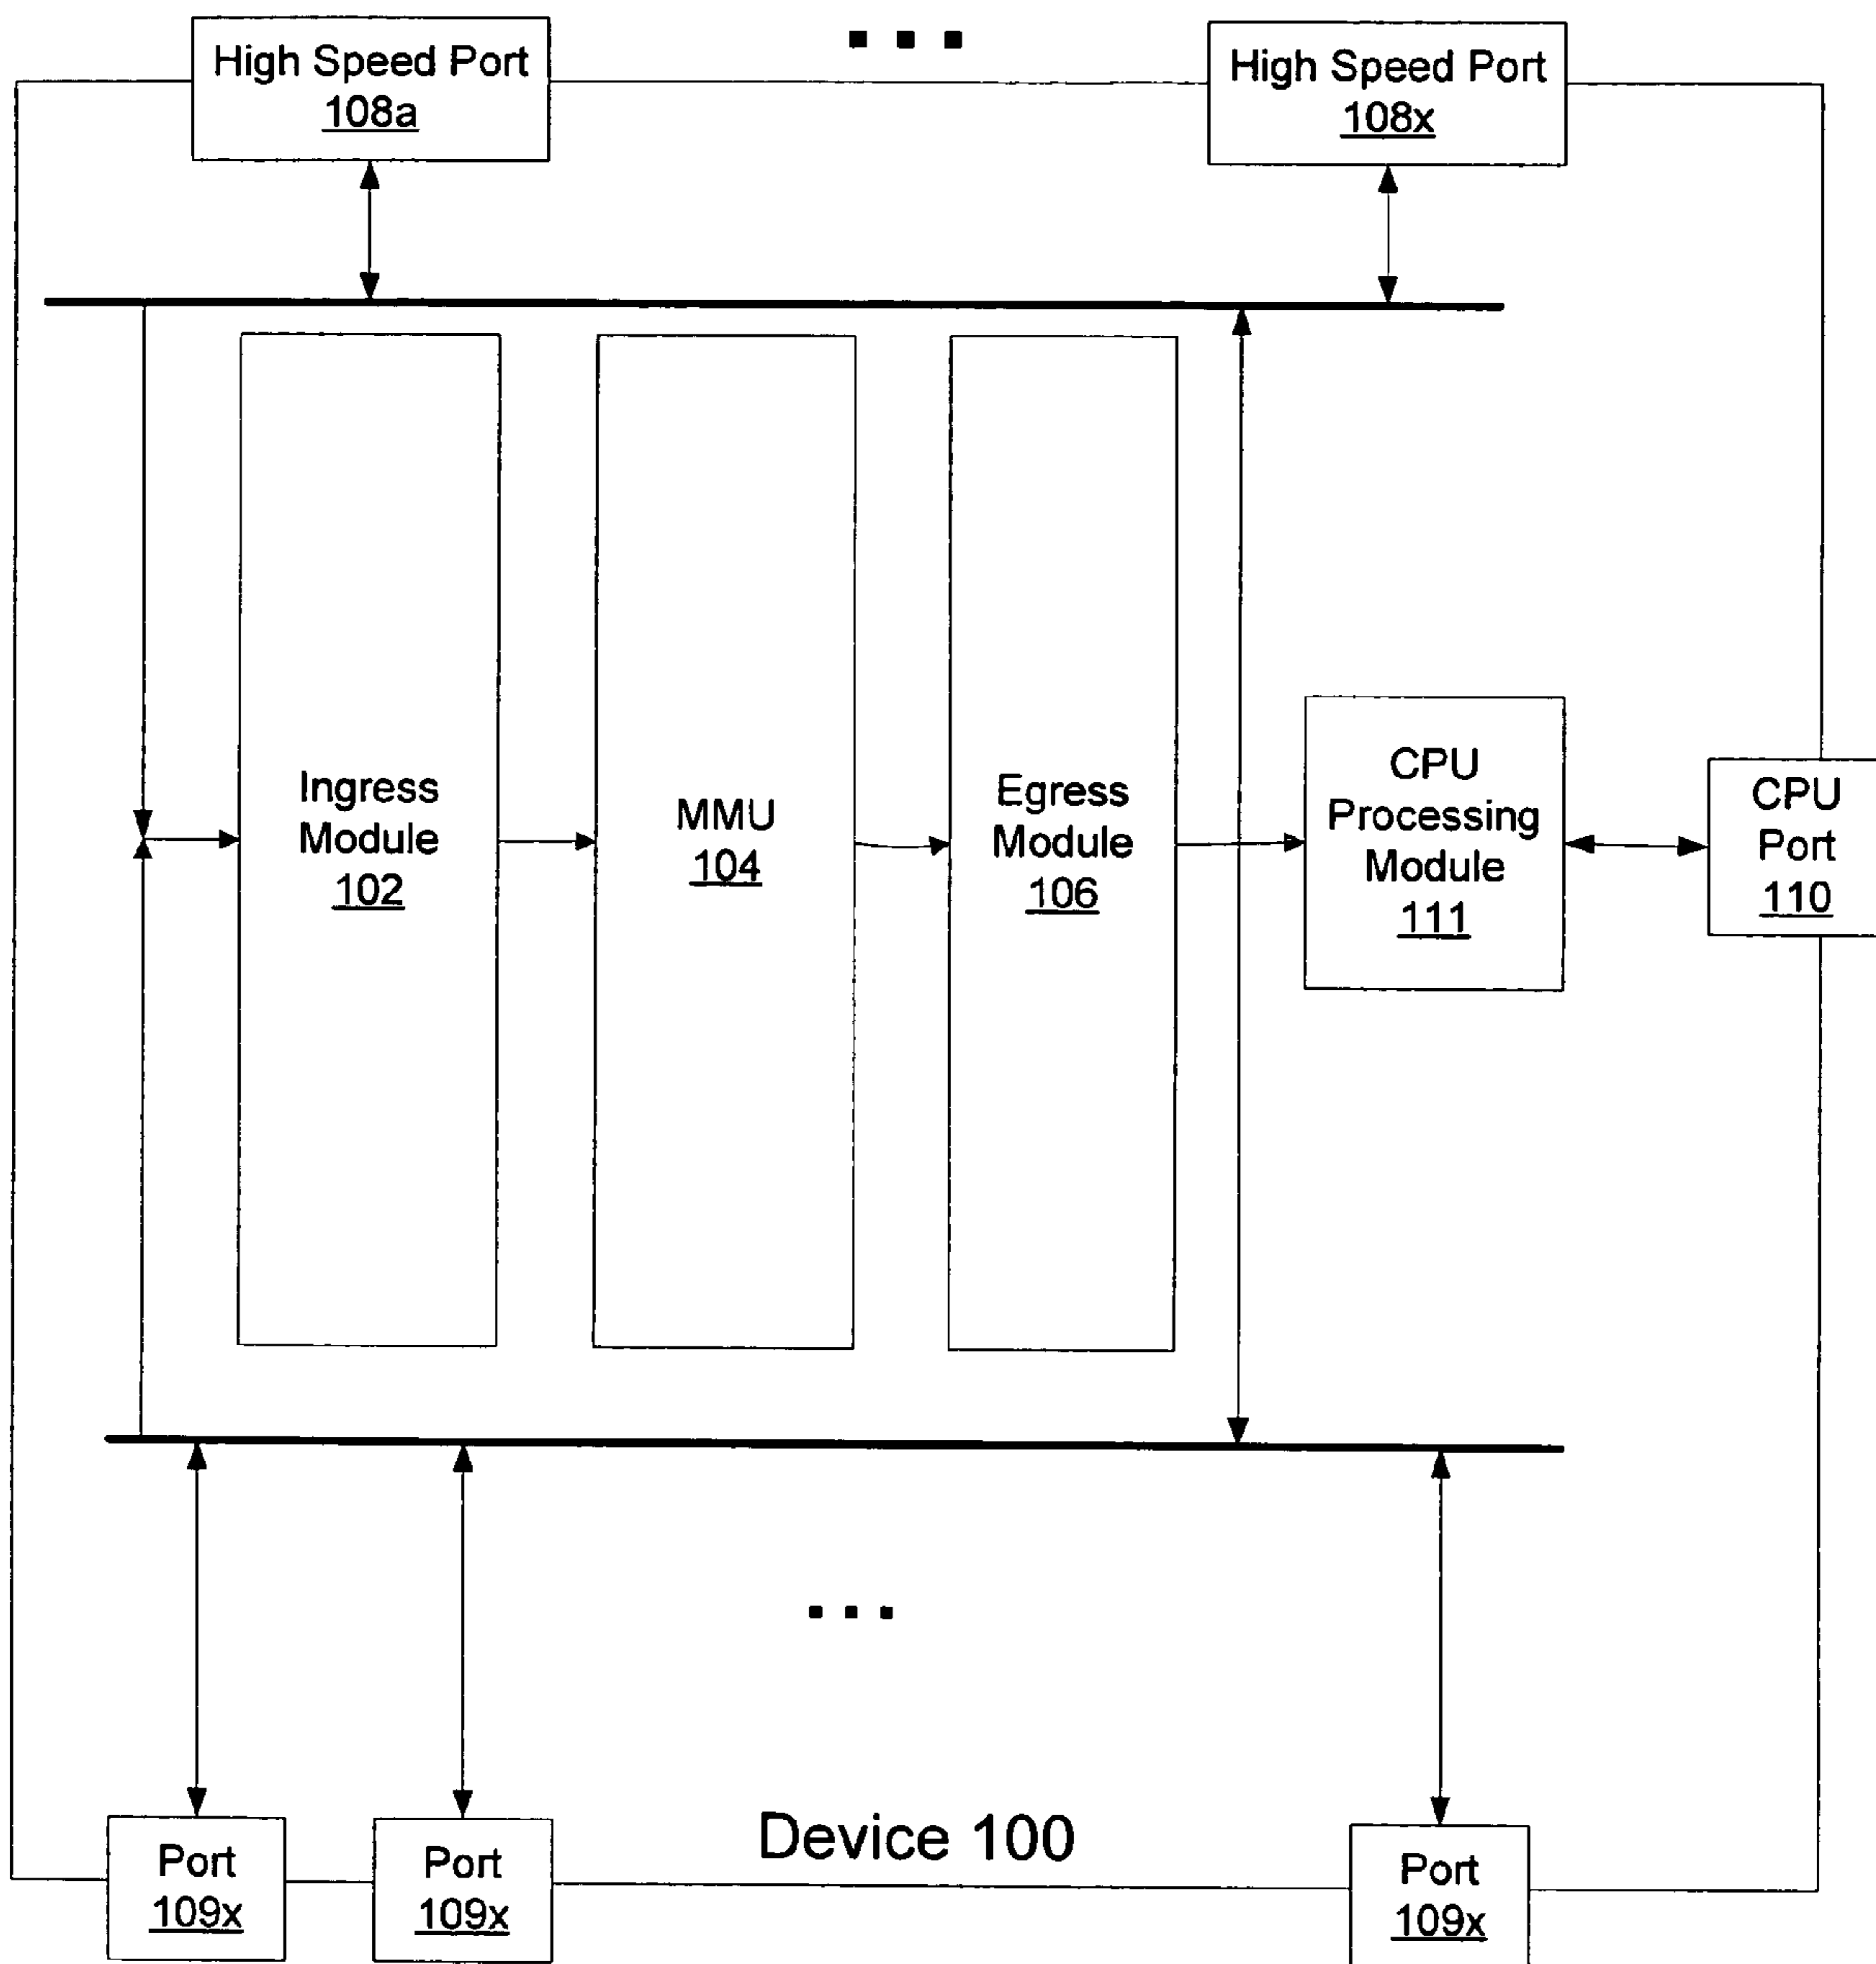 High Speed Port
108a
High Speed Port
108x
Ingress
Module
102
MMU
104
Egress
Module
106
CPU
Processing
Module
111
CPU
Port
110
Device 100
Port
109x
Port
109x
Port
109x